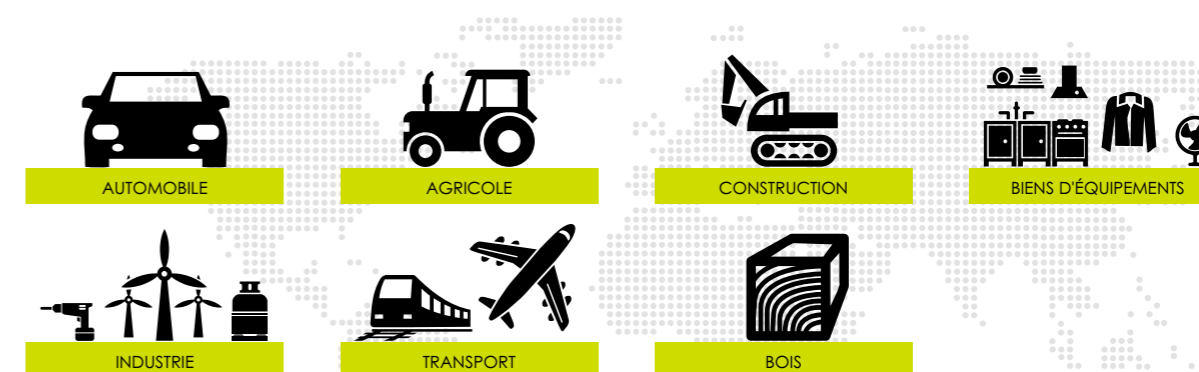 AUTOMOBILE
AGRICOLE
CONSTRUCTION
BIENS D'ÉQUIPEMENTS
INDUSTRIE
TRANSPORT
BOIS